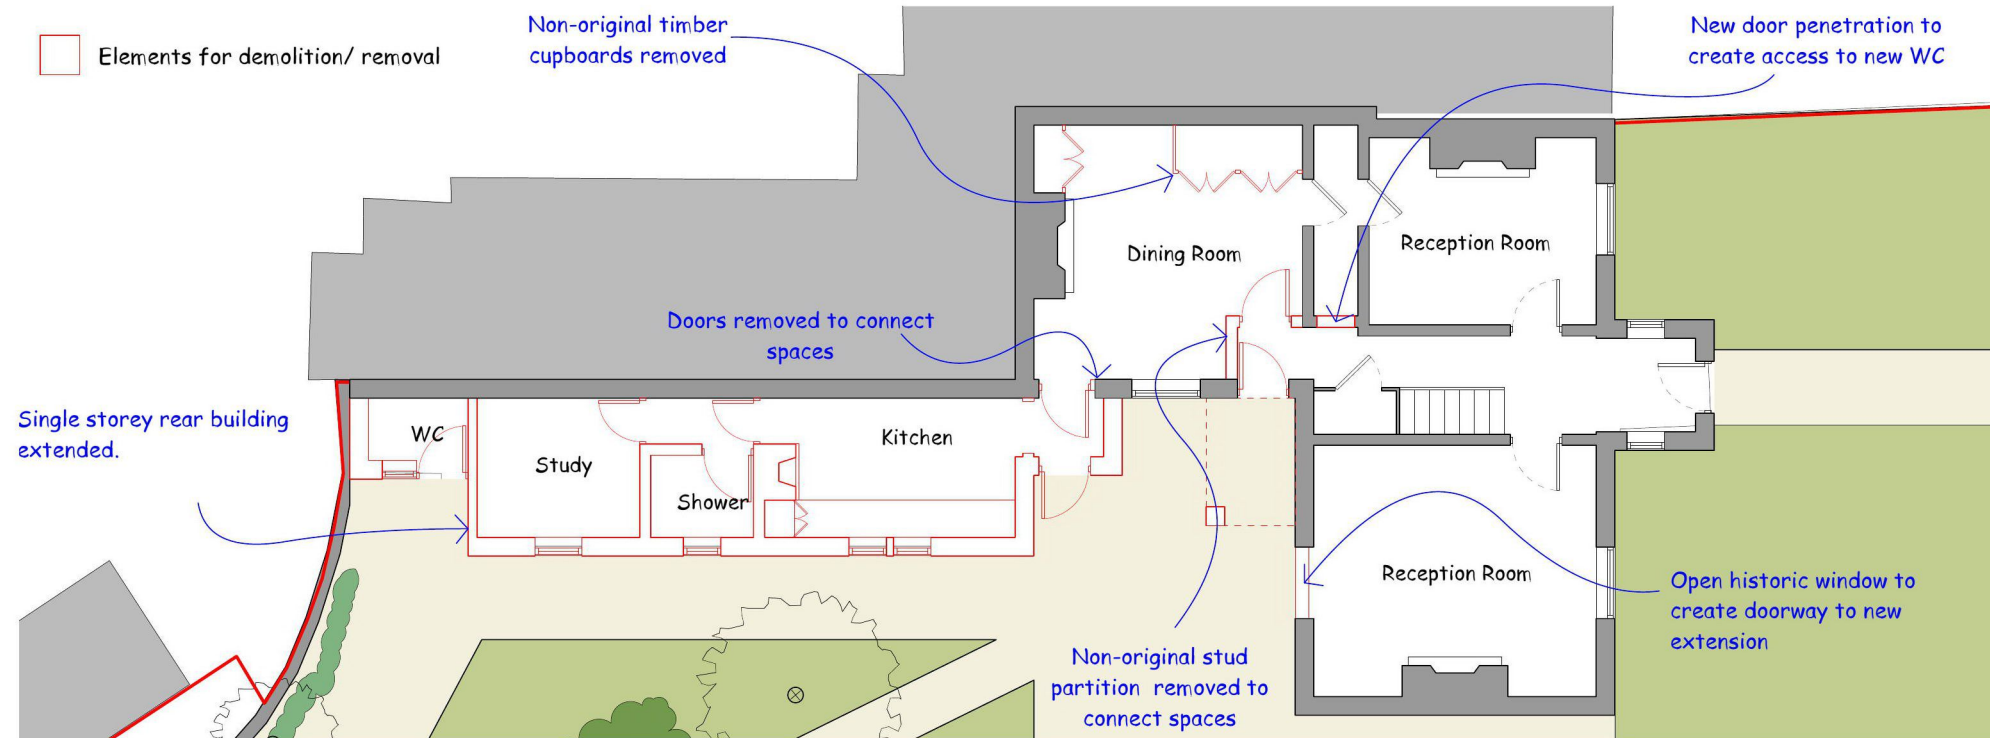 Elements for demolition/ removal
Non-original timber
cupboards removed
New door penetration to
create access to new WC
Dining Room
Reception Room
Doors removed to connect
spaces
Single storey rear building
extended.
WC
Study
Shower
Kitchen
Reception Room
Open historic window to
create doorway to new
extension
Non-original stud
partition removed to
connect spaces